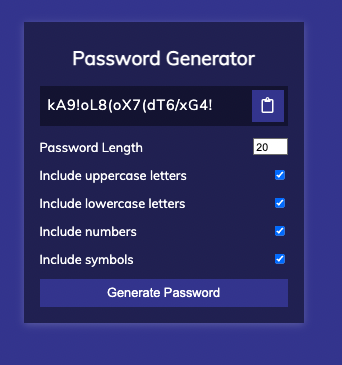 Password Generator
kA9!oL8(oX7(dT6/xG4!
Password Length 20
Include uppercase letters
Include lowercase letters
Include numbers
Include symbols
Generate Password